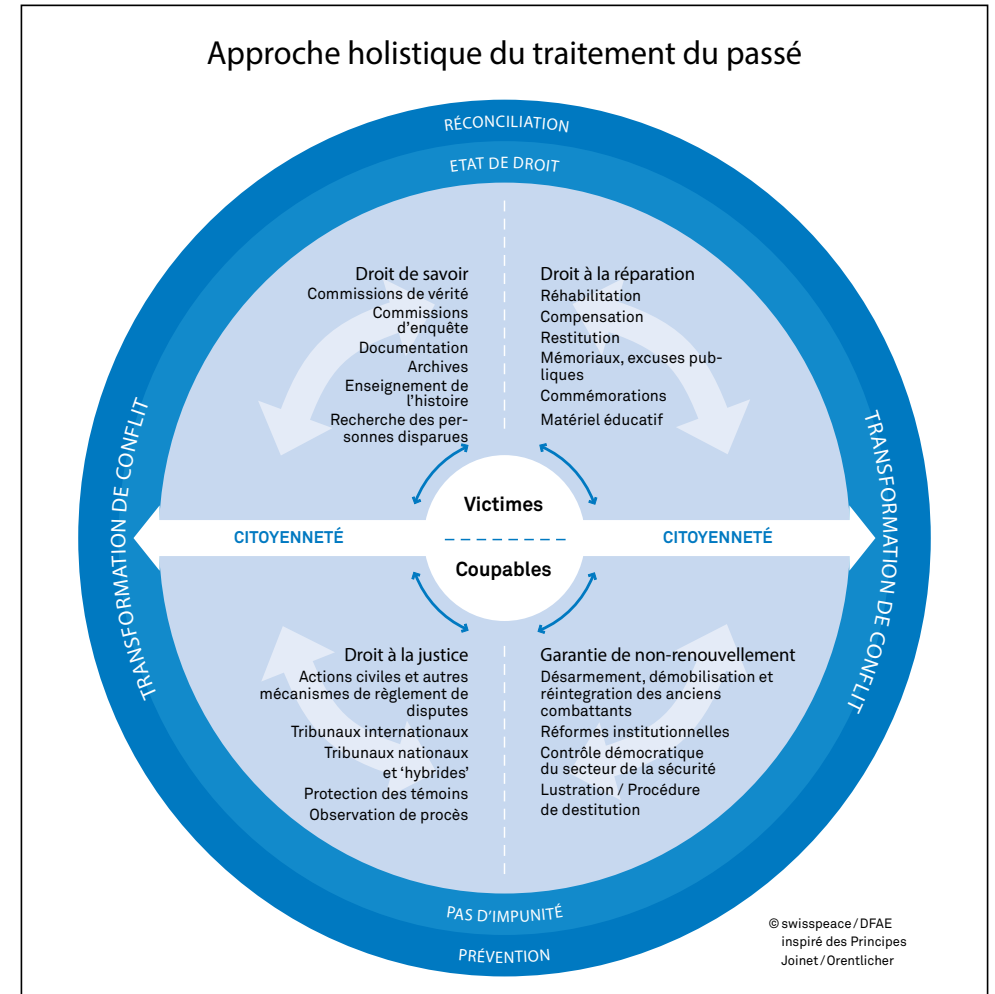 Approche holistique du traitement du passé
RÉCONCILIATION
ETAT DE DROIT
TRANSFORMATION DE CONFLIT
TRANSFORMATION DE CONFLIT
Droit de savoir
Commissions de vérité
Commissions
d'enquête
Documentation
Archives
Enseignement de
l'histoire
Recherche des per-
sonnes disparues
Droit à la réparation
Réhabilitation
Compensation
Restitution
Mémoriaux, excuses pub-
liques
Commémorations
Matériel éducatif
Victimes
CITOYENNETÉ
CITOYENNETÉ
Coupables
Droit à la justice
Actions civiles et autres
mécanismes de règlement de
disputes
Tribunaux internationaux
Tribunaux nationaux
et 'hybrides'
Protection des témoins
Observation de procès
Garantie de non-renouvellement
Désarmement, démobilisation et
réintegration des anciens
combattants
Réformes institutionnelles
Contrôle démocratique
du secteur de la sécurité
Lustration / Procédure
de destitution
PAS D'IMPUNITÉ
PRÉVENTION
© swisspeace / DFAE
inspiré des Principes
Joinet / Orentlicher